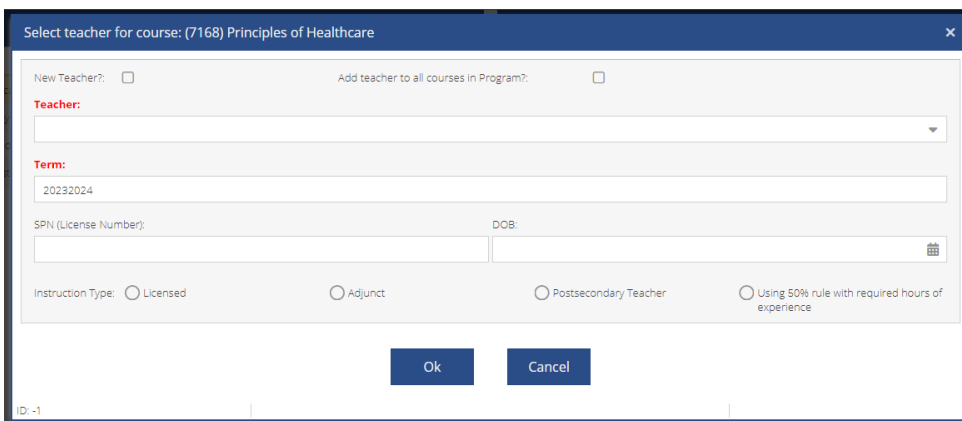 Select teacher for course: (7168) Principles of Healthcare ×
New Teacher?: Add teacher to all courses in Program?:
Teacher:
Term:
20232024
SPN (License Number): DOB:
Instruction Type: Licensed Adjunct Postsecondary Teacher Using 50% rule with required hours of
experience
Ok Cancel
ID: -1